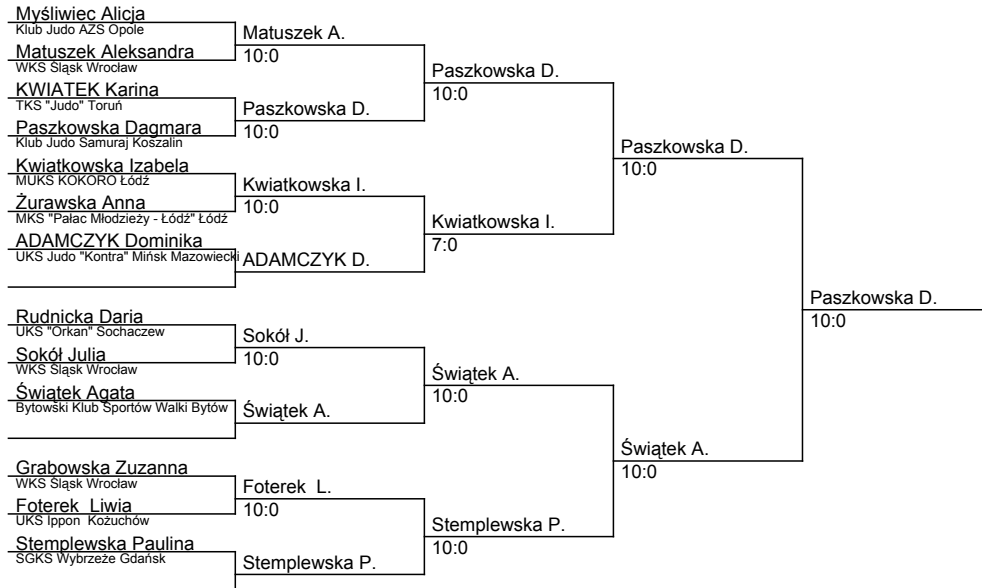 Myśliwiec Alicja
Klub Judo AZS Opole
Matuszek Aleksandra
WKS Śląsk Wrocław
KWIATEK Karina
TKS "Judo" Toruń
Paszkowska Dagmara
Klub Judo Samuraj Koszalin
Kwiatkowska Izabela
MUKS KOKORO Łódź
Żurawska Anna
MKS "Pałac Młodzieży - Łódź" Łódź
ADAMCZYK Dominika
UKS Judo "Kontra" Mińsk Mazowiecki
Rudnicka Daria
UKS "Orkan" Sochaczew
Sokół Julia
WKS Śląsk Wrocław
Świątek Agata
Bytowski Klub Sportów Walki Bytów
Grabowska Zuzanna
WKS Śląsk Wrocław
Foterek  Liwia
UKS Ippon  Kożuchów
Stemplewska Paulina
SGKS Wybrzeże Gdańsk
Matuszek A.
10:0
Paszkowska D.
10:0
Kwiatkowska I.
10:0
ADAMCZYK D.
Sokół J.
10:0
Świątek A.
Foterek  L.
10:0
Stemplewska P.
Paszkowska D.
10:0
Kwiatkowska I.
7:0
Świątek A.
10:0
Stemplewska P.
10:0
Paszkowska D.
10:0
Świątek A.
10:0
Paszkowska D.
10:0